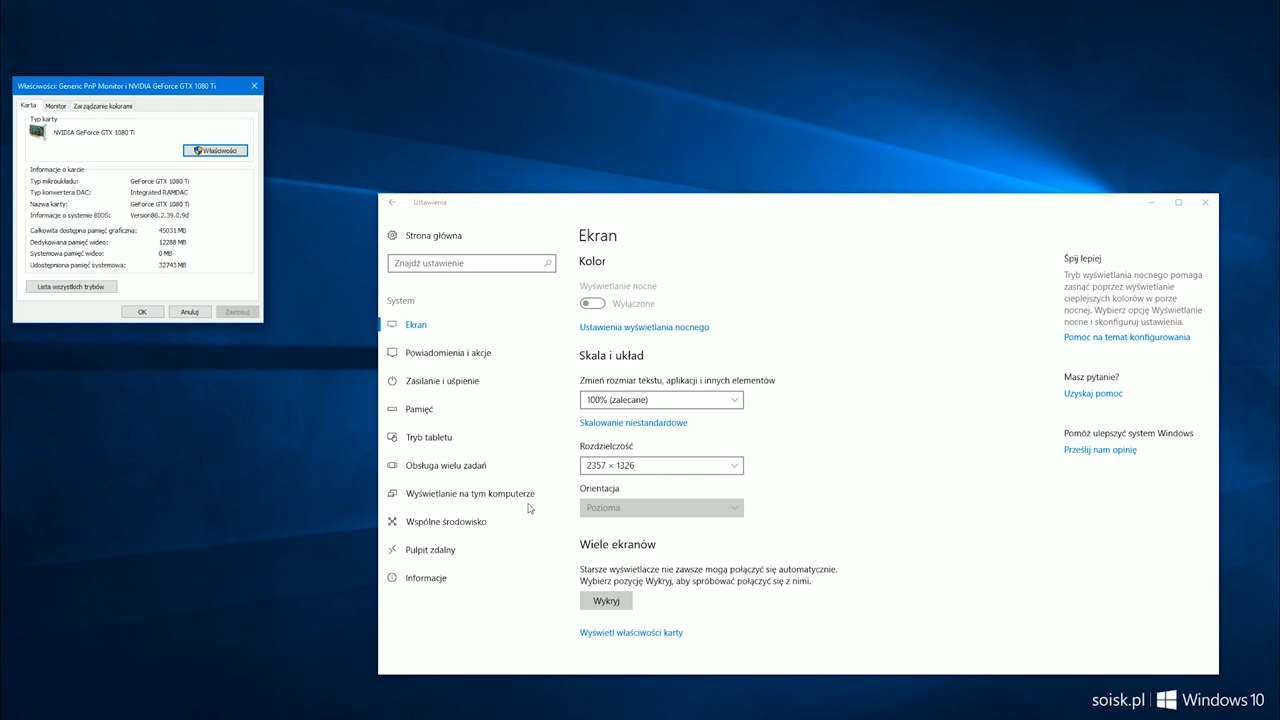 Właściwości: Generic PnP Monitor i NVIDIA GeForce GTX 1080 Ti
Karta Monitor Zarządzanie kolorami
Typ karty
NVIDIA GeForce GTX 1080 Ti
Właściwości
Informacje o karcie
Typ mikroukładu: GeForce GTX 1080 Ti
Typ konwertera DAC: Integrated RAMDAC
Nazwa karty: GeForce GTX 1080 Ti
Informacje o systemie BIOS: Version86.2.39.0.9d
Całkowita dostępna pamięć graficzna: 45031 MB
Dedykowana pamięć wideo: 12288 MB
Systemowa pamięć wideo: 0 MB
Udostępniona pamięć systemowa: 32743 MB
Lista wszystkich trybów
OK Anuluj Zastosuj
Ustawienia
Strona główna
Znajdź ustawienie
System
Ekran
Powiadomienia i akcje
Zasilanie i uśpienie
Pamięć
Tryb tabletu
Obsługa wielu zadań
Wyświetlanie na tym komputerze
Wspólne środowisko
Pulpit zdalny
Informacje
Ekran
Kolor
Wyświetlanie nocne
Wyłączone
Ustawienia wyświetlania nocnego
Skala i układ
Zmień rozmiar tekstu, aplikacji i innych elementów
100% (zalecane)
Skalowanie niestandardowe
Rozdzielczość
2357 × 1326
Orientacja
Pozioma
Wiele ekranów
Starsze wyświetlacze nie zawsze mogą połączyć się automatycznie.
Wybierz pozycję Wykryj, aby spróbować połączyć się z nimi.
Wykryj
Wyświetl właściwości karty
Śpij lepiej
Tryb wyświetlania nocnego pomaga
zasnąć poprzez wyświetlanie
cieplejszych kolorów w porze
nocnej. Wybierz opcję Wyświetlanie
nocne i skonfiguruj ustawienia.
Pomoc na temat konfigurowania
Masz pytanie?
Uzyskaj pomoc
Pomóż ulepszyć system Windows
Prześlij nam opinię
soisk.pl Windows 10